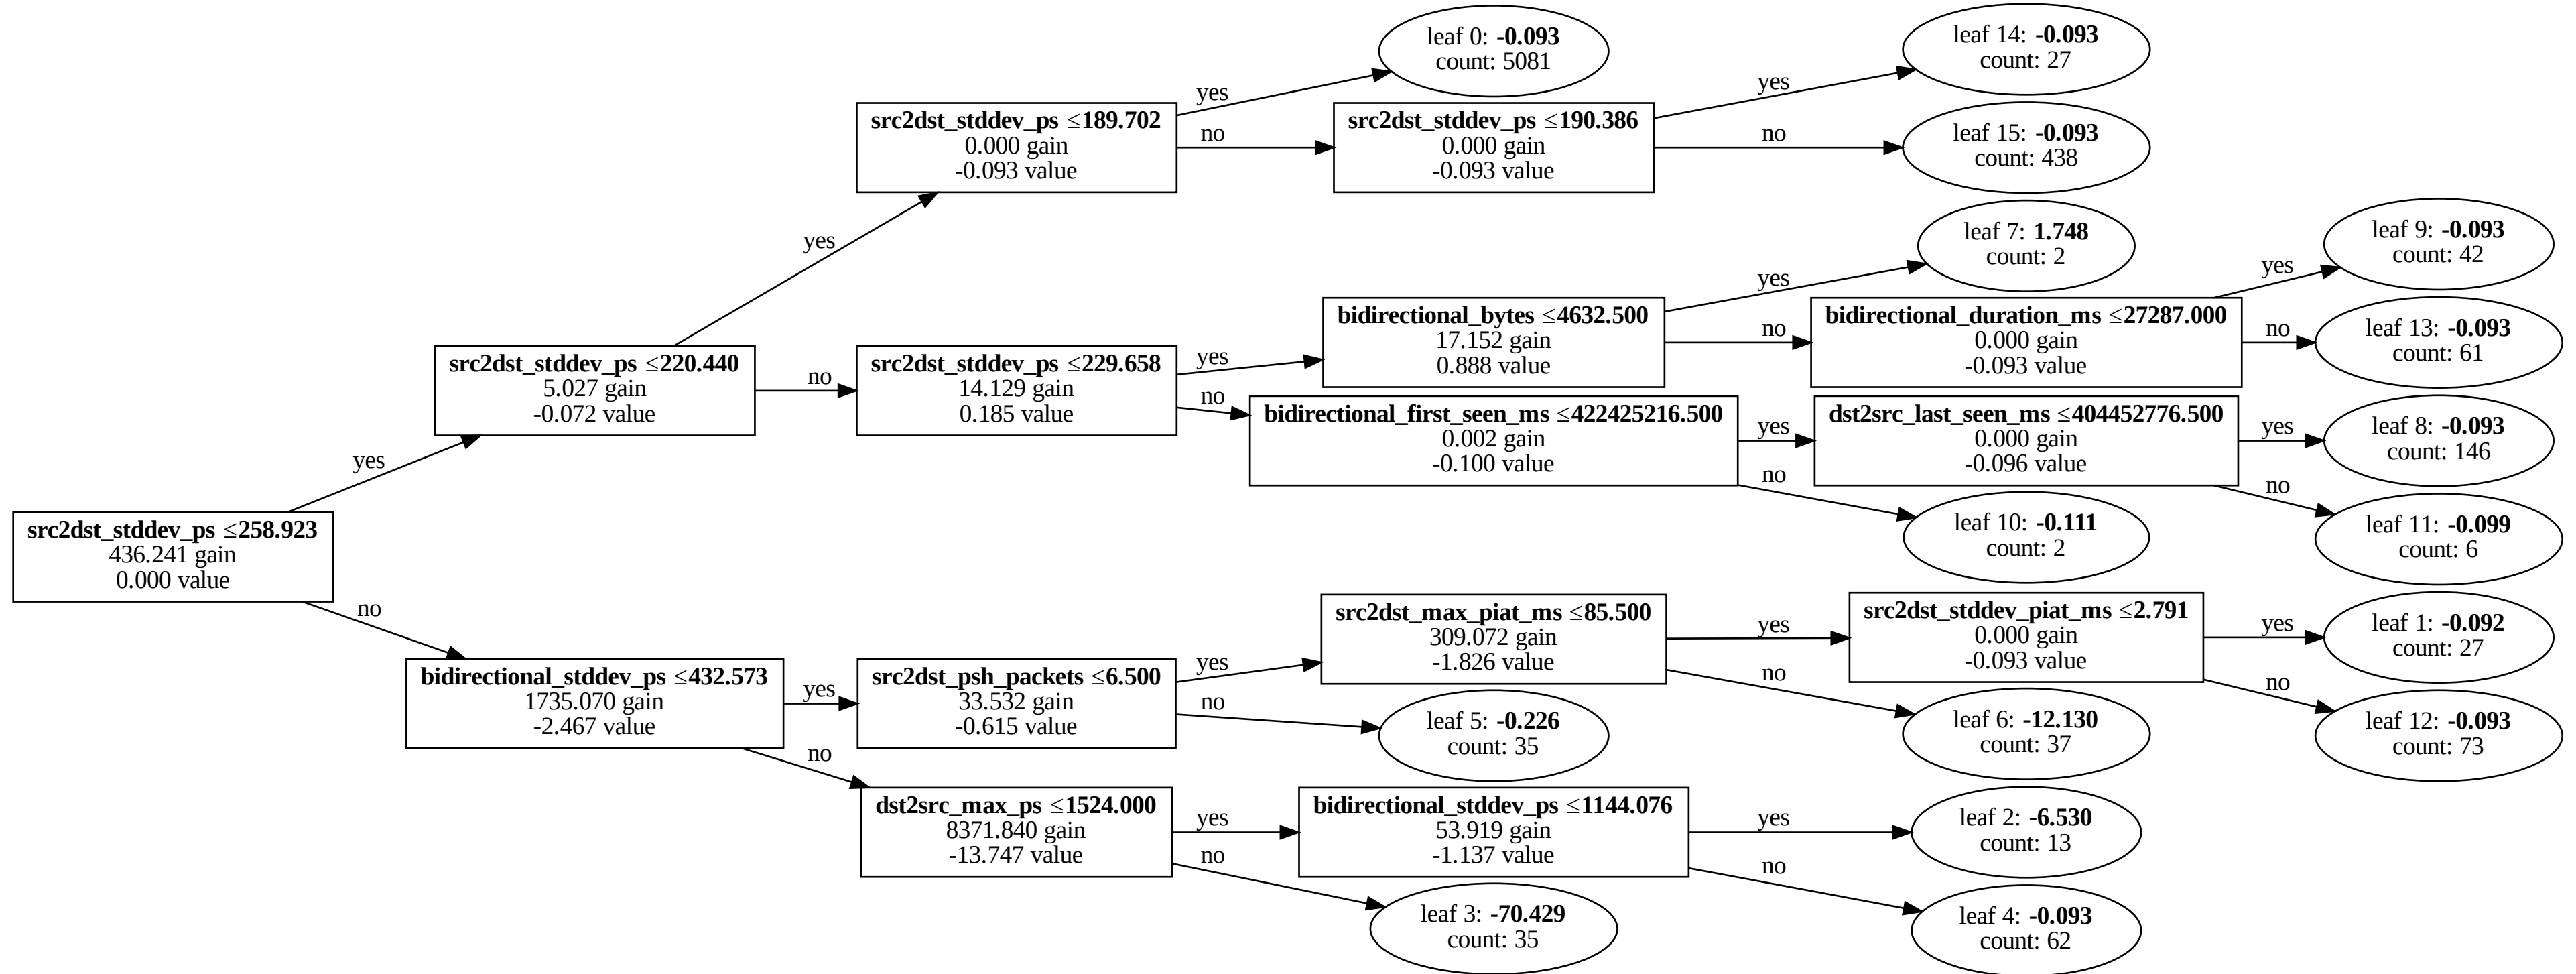 leaf 0: -0.093
count: 5081
leaf 14: -0.093
count: 27
yes
yes
src2dst_stddev_ps ≤189.702
0.000 gain
-0.093 value
no
src2dst_stddev_ps ≤190.386
0.000 gain
-0.093 value
no
leaf 15: -0.093
count: 438
yes
leaf 7: 1.748
count: 2
leaf 9: -0.093
count: 42
yes
yes
src2dst_stddev_ps ≤220.440
5.027 gain
-0.072 value
no
src2dst_stddev_ps ≤229.658
14.129 gain
0.185 value
yes
no
bidirectional_bytes ≤4632.500
17.152 gain
0.888 value
no
bidirectional_duration_ms ≤27287.000
0.000 gain
-0.093 value
no
leaf 13: -0.093
count: 61
bidirectional_first_seen_ms ≤422425216.500
0.002 gain
-0.100 value
yes
no
dst2src_last_seen_ms ≤404452776.500
0.000 gain
-0.096 value
yes
no
leaf 8: -0.093
count: 146
leaf 10: -0.111
count: 2
leaf 11: -0.099
count: 6
yes
src2dst_stddev_ps ≤258.923
436.241 gain
0.000 value
no
bidirectional_stddev_ps ≤432.573
1735.070 gain
-2.467 value
yes
no
src2dst_psh_packets ≤6.500
33.532 gain
-0.615 value
yes
no
src2dst_max_piat_ms ≤85.500
309.072 gain
-1.826 value
yes
no
src2dst_stddev_piat_ms ≤2.791
0.000 gain
-0.093 value
yes
no
leaf 1: -0.092
count: 27
leaf 5: -0.226
count: 35
leaf 6: -12.130
count: 37
leaf 12: -0.093
count: 73
dst2src_max_ps ≤1524.000
8371.840 gain
-13.747 value
yes
no
bidirectional_stddev_ps ≤1144.076
53.919 gain
-1.137 value
yes
no
leaf 2: -6.530
count: 13
leaf 3: -70.429
count: 35
leaf 4: -0.093
count: 62